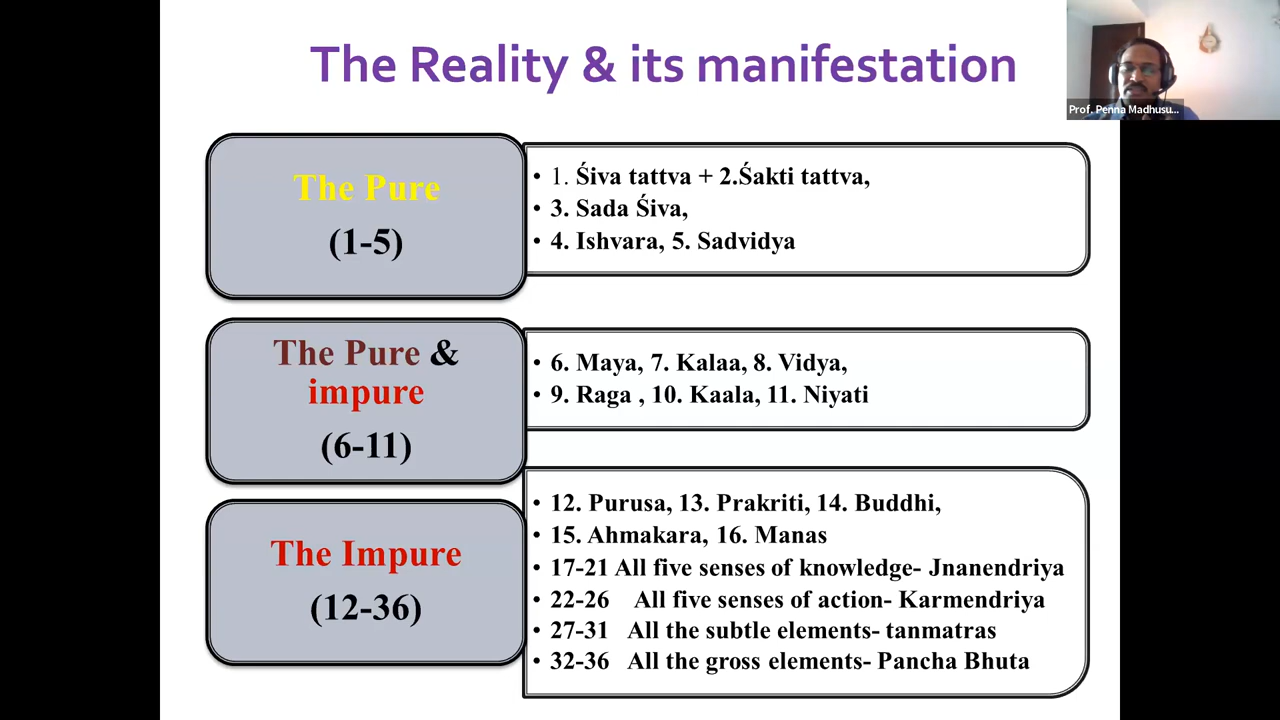 The Reality & its manifestation
Prof. Penna Madhusu...
The Pure
(1-5)
• 1. Śiva tattva + 2.Śakti tattva,
• 3. Sada Śiva,
• 4. Ishvara, 5. Sadvidya
The Pure &
impure
(6-11)
• 6. Maya, 7. Kalaa, 8. Vidya,
• 9. Raga , 10. Kaala, 11. Niyati
The Impure
(12-36)
• 12. Purusa, 13. Prakriti, 14. Buddhi,
• 15. Ahmakara, 16. Manas
• 17-21 All five senses of knowledge- Jnanendriya
• 22-26 All five senses of action- Karmendriya
• 27-31 All the subtle elements- tanmatras
• 32-36 All the gross elements- Pancha Bhuta